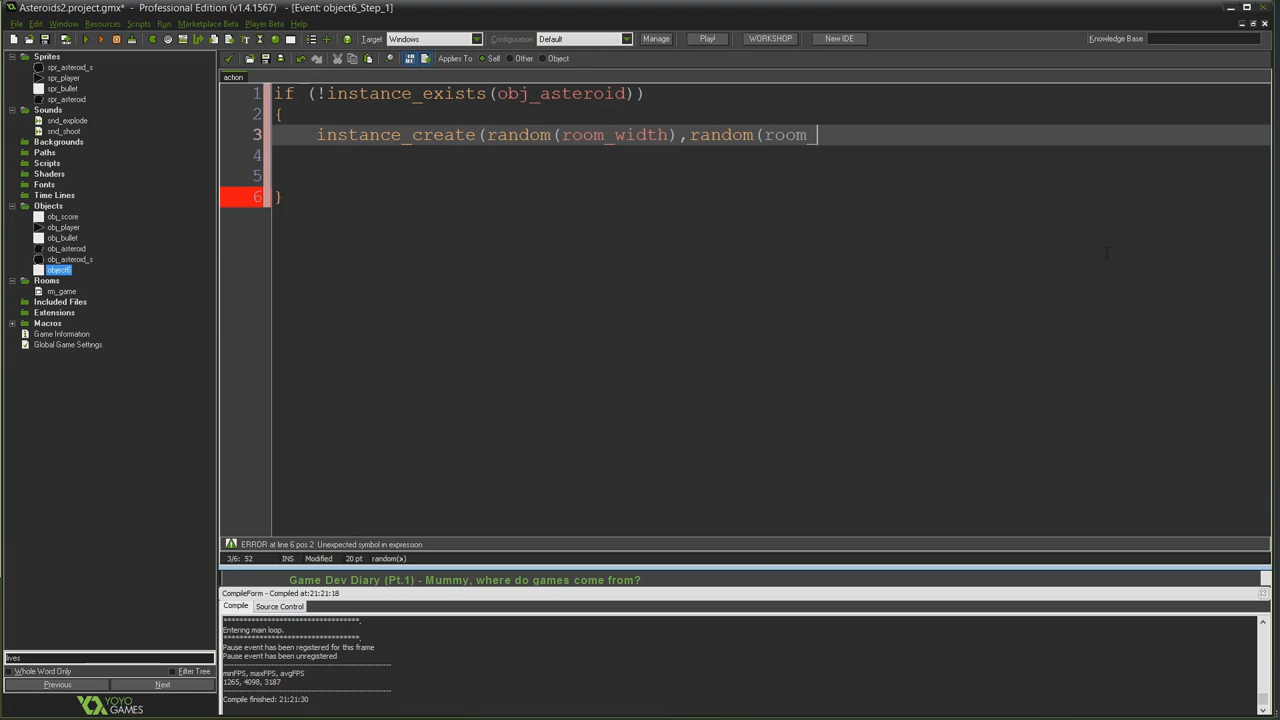 Asteroids2.project.gmx* - Professional Edition (v1.4.1567) - [Event: object6_Step_1]
File Edit Window Resources Scripts Run Marketplace Beta Player Beta Help
Target Windows Configuration: Default Manage Play! WORKSHOP New IDE Knowledge Base
Applies To Self Other Object
action
Sprites
spr_asteroid_s
spr_player
spr_bullet
spr_asteroid
Sounds
snd_explode
snd_shoot
Backgrounds
Paths
Scripts
Shaders
Fonts
Time Lines
Objects
obj_score
obj_player
obj_bullet
obj_asteroid
obj_asteroid_s
object6
Rooms
rm_game
Included Files
Extensions
Macros
Game Information
Global Game Settings
lives
Whole Word Only Filter Tree
Previous Next
YOYO
GAMES
1 if (!instance_exists(obj_asteroid))
2 {
3 instance_create(random(room_width),random(room_
4
5
6 }
ERROR at line 6 pos 2 Unexpected symbol in expression
3/6: 52 INS Modified 20 pt random(x)
Game Dev Diary (Pt.1) - Mummy, where do games come from?
CompileForm - Compiled at:21:21:18
Compile Source Control
***********************************.
Entering main loop.
***********************************.
Pause event has been registered for this frame
Pause event has been unregistered
------------------------------------------------
minFPS, maxFPS, avgFPS
1265, 4098, 3187
------------------------------------------------
Compile finished: 21:21:30